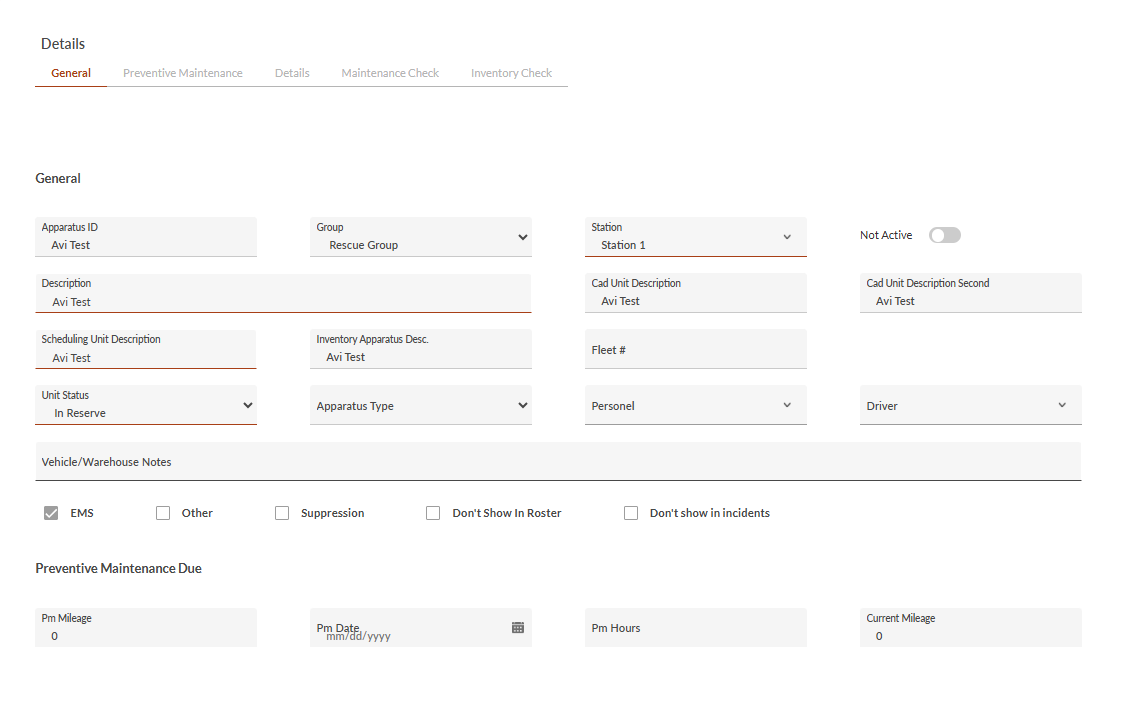 Details
General Preventive Maintenance Details Maintenance Check Inventory Check
General
Apparatus ID Group Station
Avi Test Rescue Group Station 1 Not Active
Description Cad Unit Description Cad Unit Description Second
Avi Test Avi Test Avi Test
Scheduling Unit Description Inventory Apparatus Desc. Fleet #
Avi Test Avi Test
Unit Status Apparatus Type Personel Driver
In Reserve
Vehicle/Warehouse Notes
EMS Other Suppression Don't Show In Roster Don't show in incidents
Preventive Maintenance Due
Pm Mileage Pm Date Pm Hours Current Mileage
0 mm/dd/yyyy 0